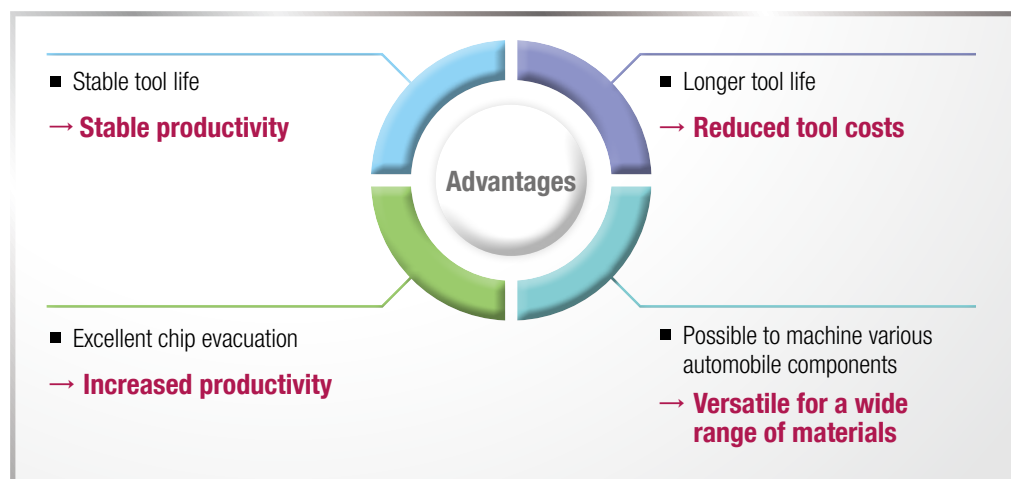 ■ Stable tool life
→ Stable productivity
■ Longer tool life
→ Reduced tool costs
Advantages
■ Excellent chip evacuation
→ Increased productivity
■ Possible to machine various
automobile components
→ Versatile for a wide
range of materials